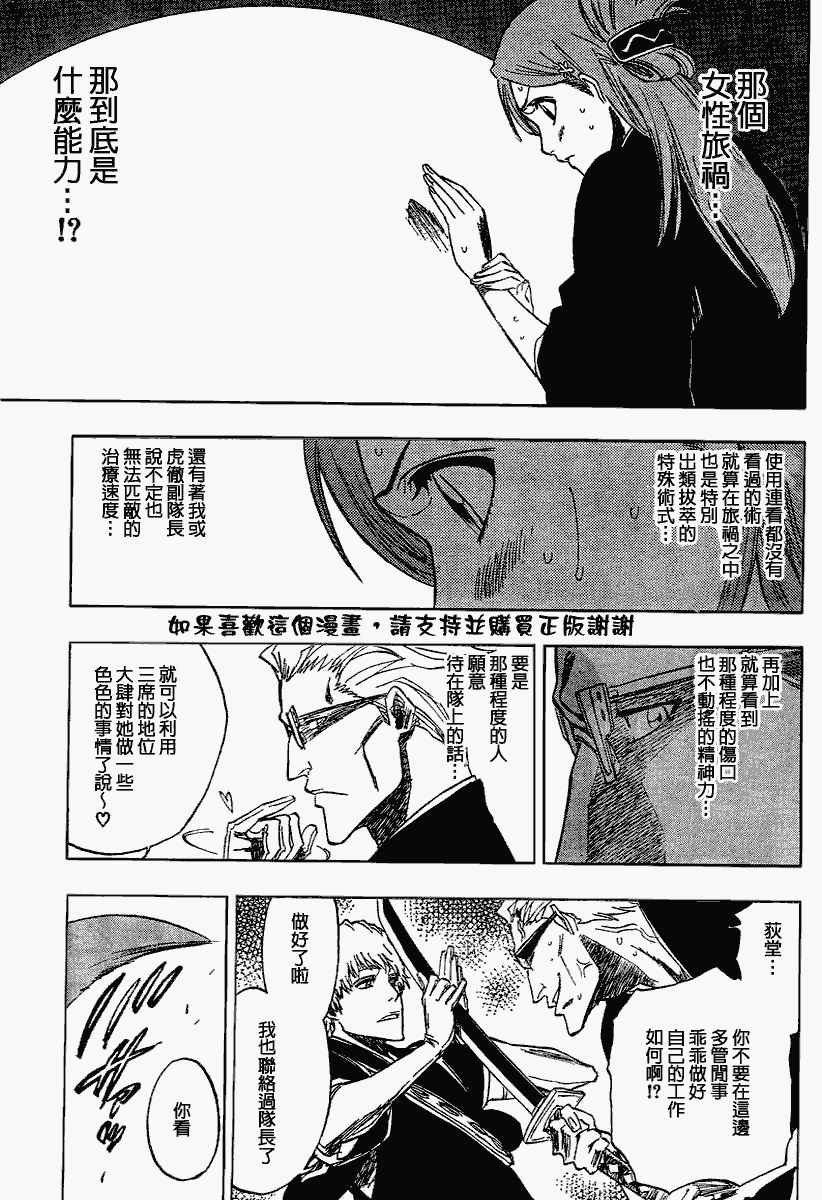 那個
女性旅禍…
那到底是
什麼能力…!?
使用連看都沒有
看過的術
就算在旅禍之中
也是特別
出類拔萃的
特殊術式…
還有著我或
虎徹副隊長
說不定也
無法匹敵的
治療速度…
如果喜歡這個漫畫，請支持並購買正版謝謝
再加上
就算看到
那種程度的傷口
也不動搖的精神力…
要是
那種程度的人
願意
待在隊上的話…
就可以利用
三席的地位
大肆對她做一些
色色的事情了說～♡
荻堂…
你不要在這邊
多管閒事
乖乖做好
自己的工作
如何啊!?
做好了啦
我也聯絡過隊長了
你看